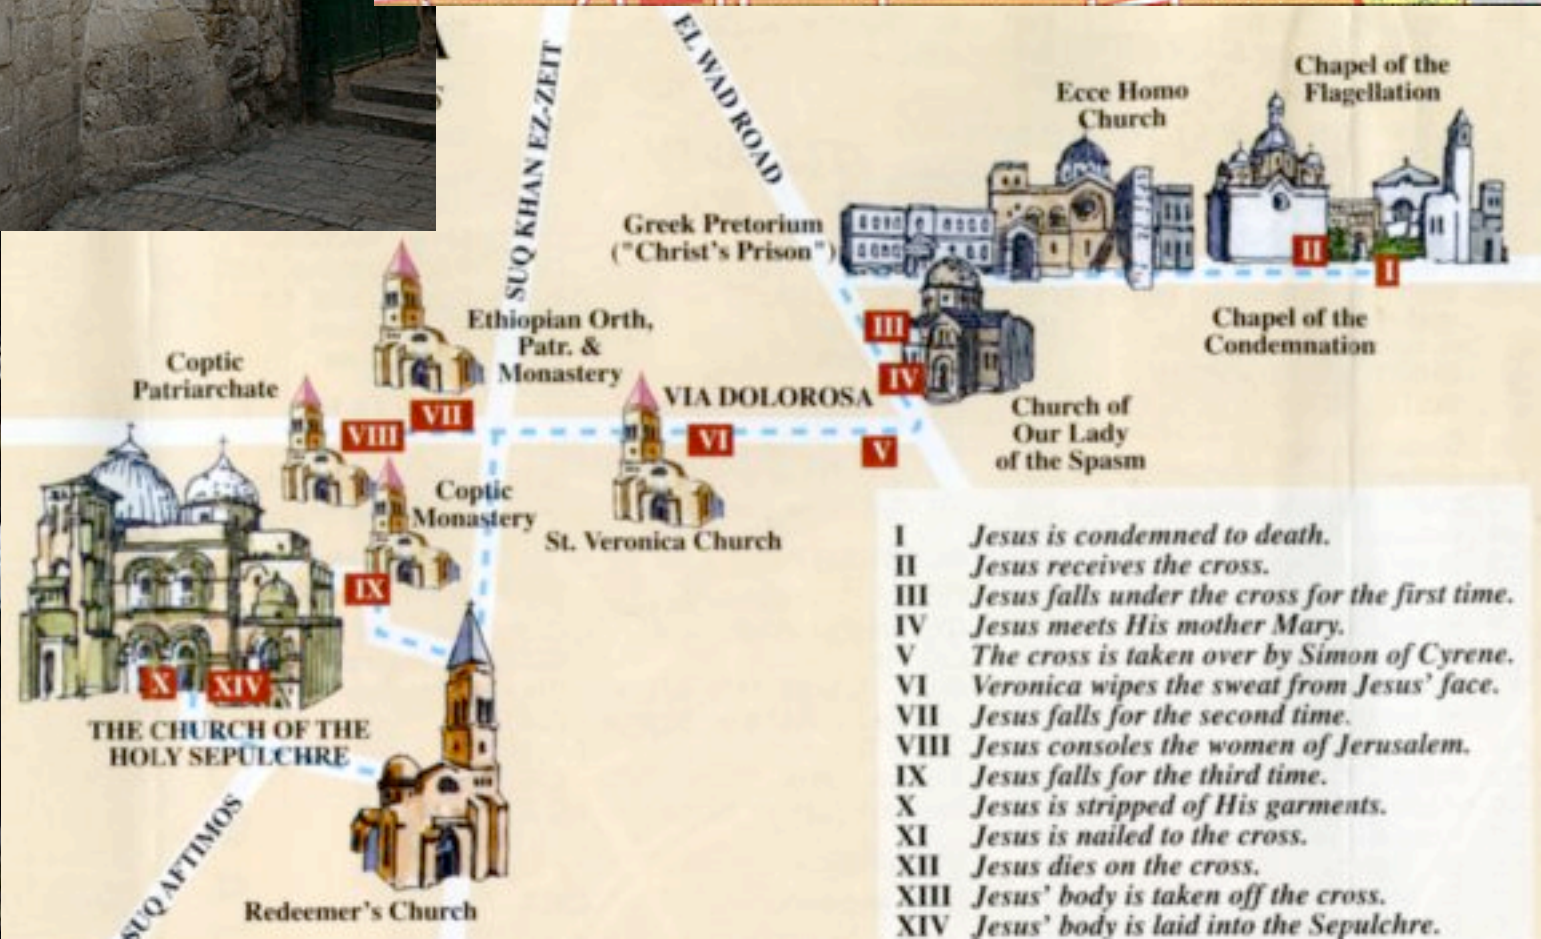 SUQ KHAN EZ-ZEIT
EL WAD ROAD
Ecce Homo
Church
Chapel of the
Flagellation
Greek Pretorium
("Christ's Prison")
II
I
III
Chapel of the
Condemnation
Ethiopian Orth,
Patr. &
Monastery
Coptic
Patriarchate
IV
VIA DOLOROSA
VII
VIII
VI
V
Church of
Our Lady
of the Spasm
Coptic
Monastery
St. Veronica Church
IX
X
XIV
THE CHURCH OF THE
HOLY SEPULCHRE
SUQ AFTIMOS
Redeemer's Church
I Jesus is condemned to death.
II Jesus receives the cross.
III Jesus falls under the cross for the first time.
IV Jesus meets His mother Mary.
V The cross is taken over by Simon of Cyrene.
VI Veronica wipes the sweat from Jesus' face.
VII Jesus falls for the second time.
VIII Jesus consoles the women of Jerusalem.
IX Jesus falls for the third time.
X Jesus is stripped of His garments.
XI Jesus is nailed to the cross.
XII Jesus dies on the cross.
XIII Jesus' body is taken off the cross.
XIV Jesus' body is laid into the Sepulchre.